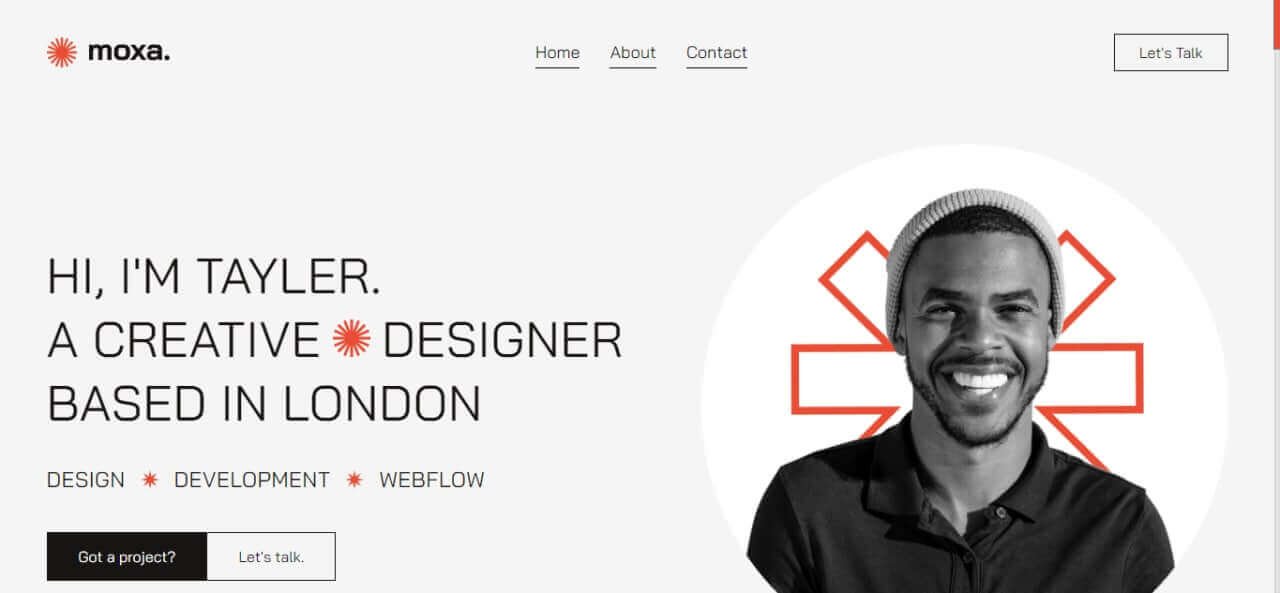 moxa.
Home About Contact
Let's Talk
HI, I'M TAYLER.
A CREATIVE DESIGNER
BASED IN LONDON
DESIGN DEVELOPMENT WEBFLOW
Got a project? Let's talk.